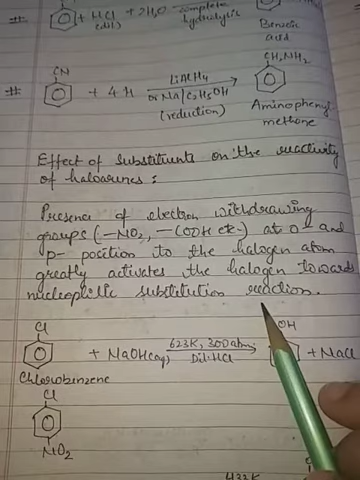 + HCl + 2H2O complete
(dil) hydrolysis
Benzoic
acid
CN CH2NH2
# + 4H LiAlH4
or Na/C2H5OH
(reduction) Aminophenyl
methane
Effect of substituents on the reactivity
of haloarenes :
Presence of electron withdrawing
groups (-NO2, -COOH etc.) at o- and
p- position to the halogen atom
greatly activates the halogen towards
nucleophilic substitution reaction.
Cl OH
+ NaOH(aq) 623K, 300 atm + NaCl
Dil. HCl
Chlorobenzene
Cl
NO2
433K